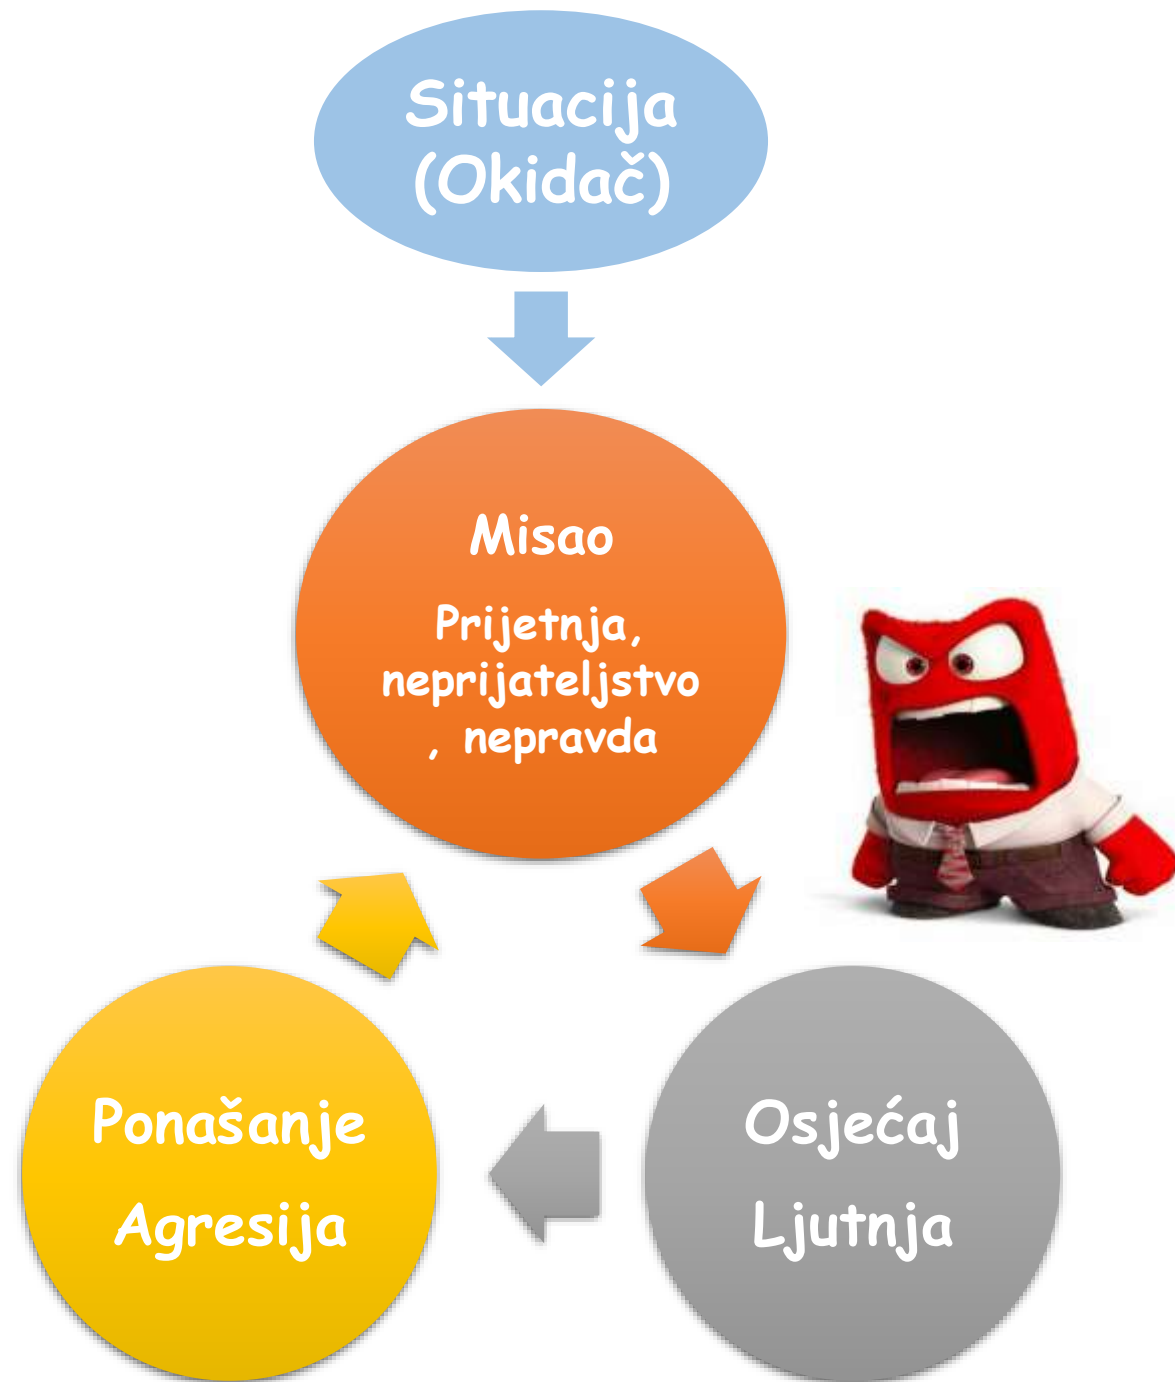 Situacija
(Okidač)
Misao
Prijetnja,
neprijateljstvo
, nepravda
Ponašanje
Agresija
Osjećaj
Ljutnja